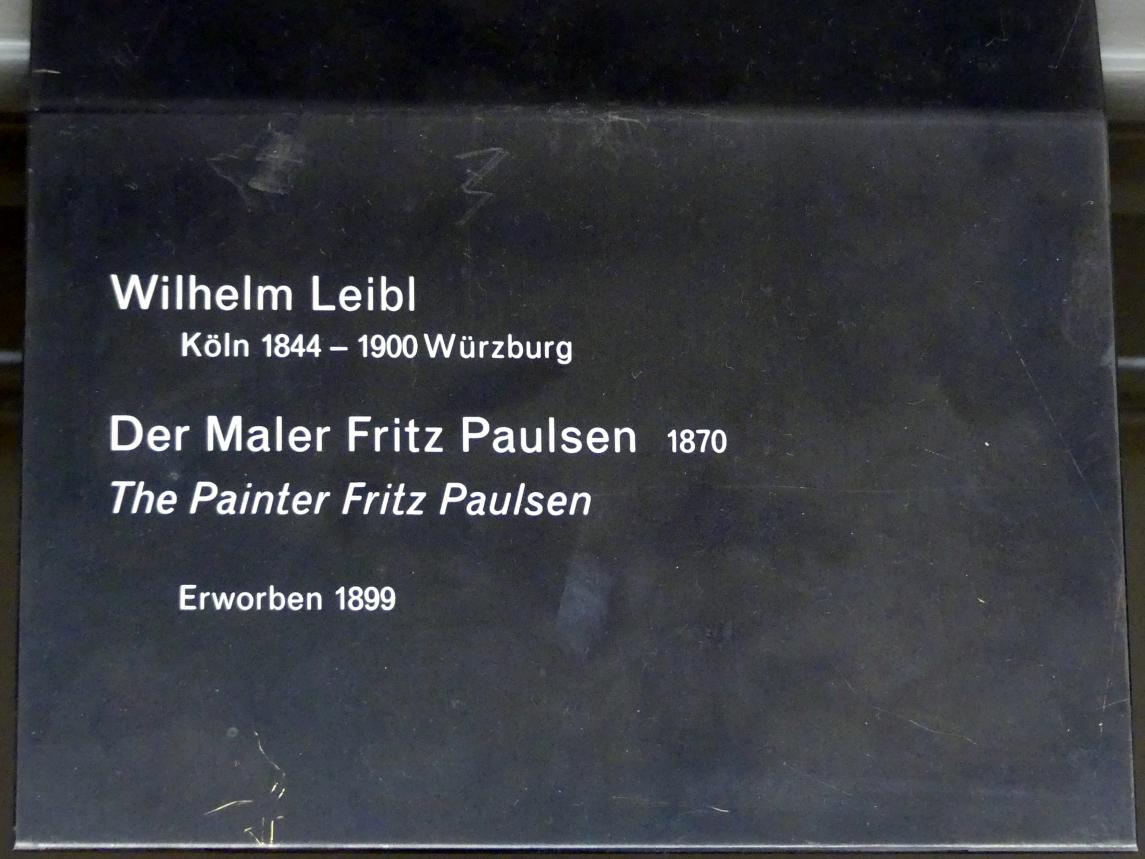 Wilhelm Leibl
Köln 1844 – 1900 Würzburg
Der Maler Fritz Paulsen 1870
The Painter Fritz Paulsen
Erworben 1899